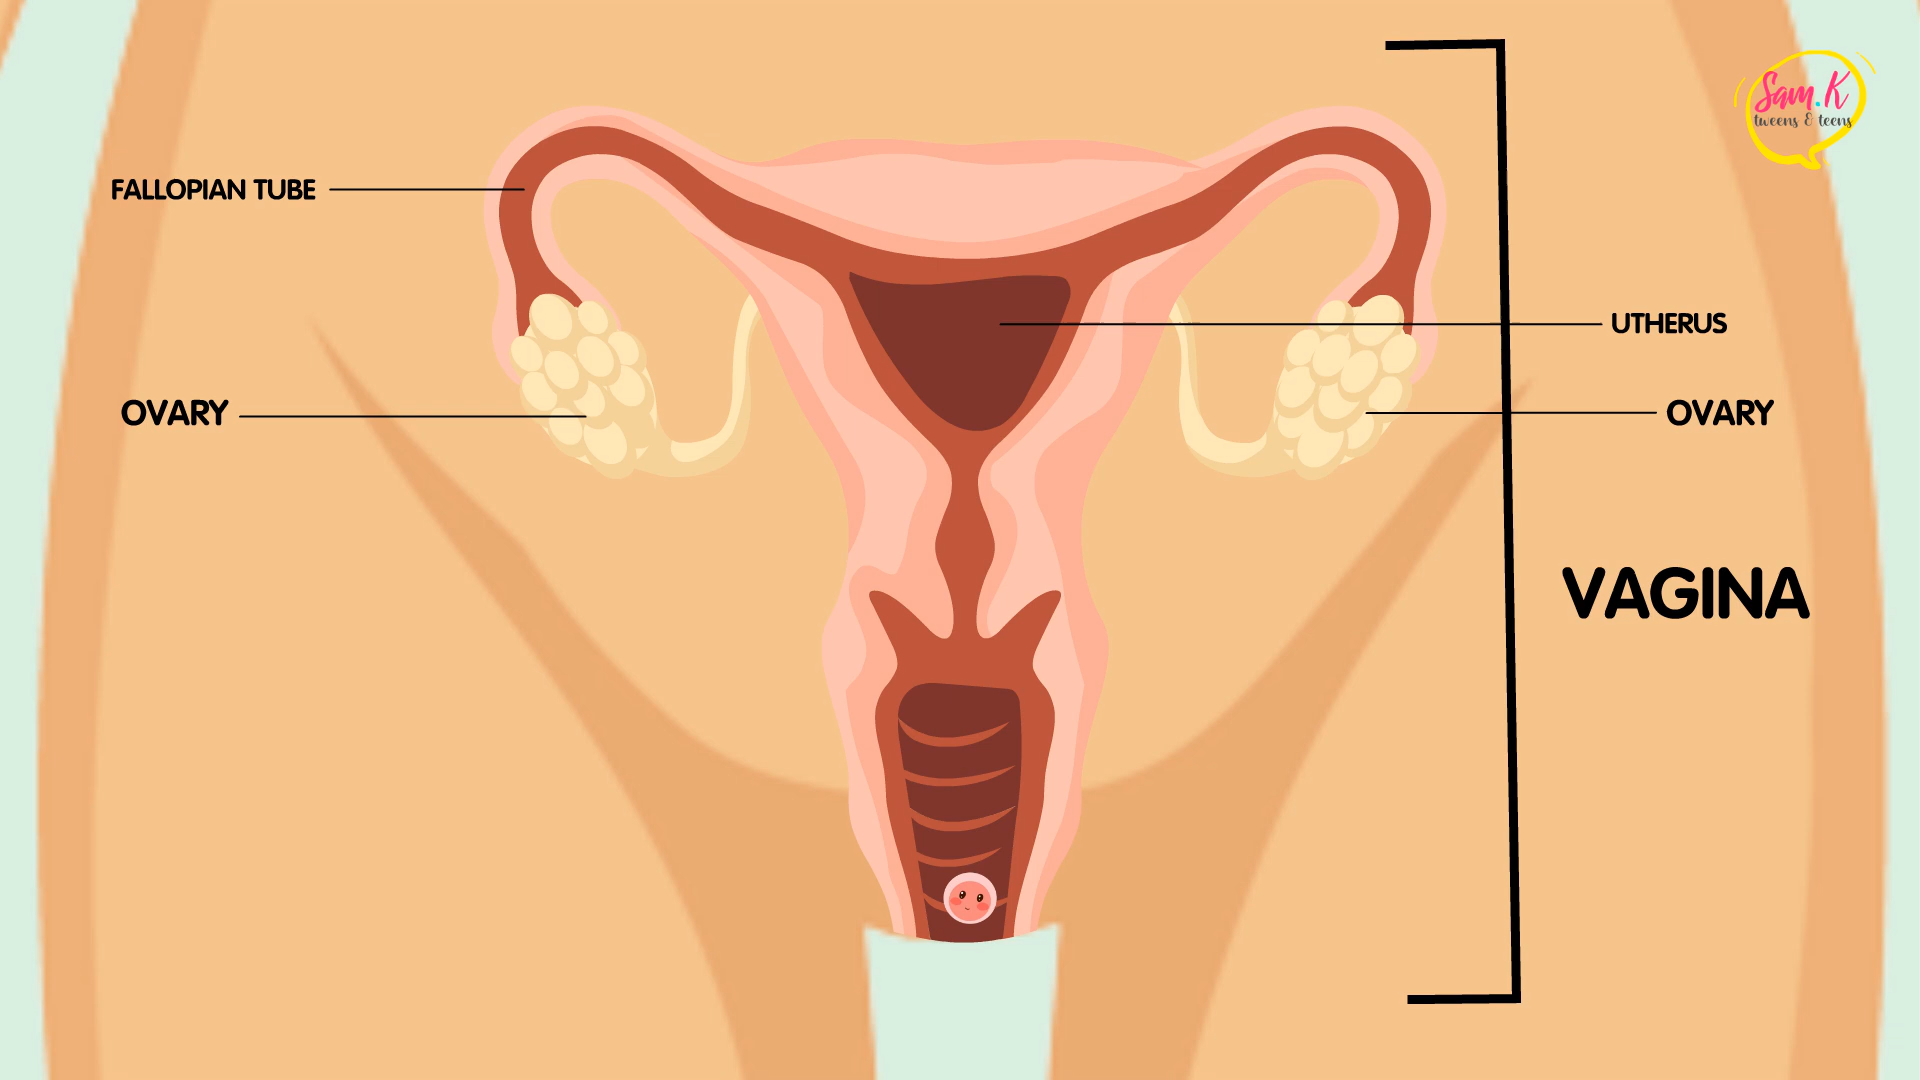 Sam.K
tweens & teens
FALLOPIAN TUBE
UTHERUS
OVARY
OVARY
VAGINA